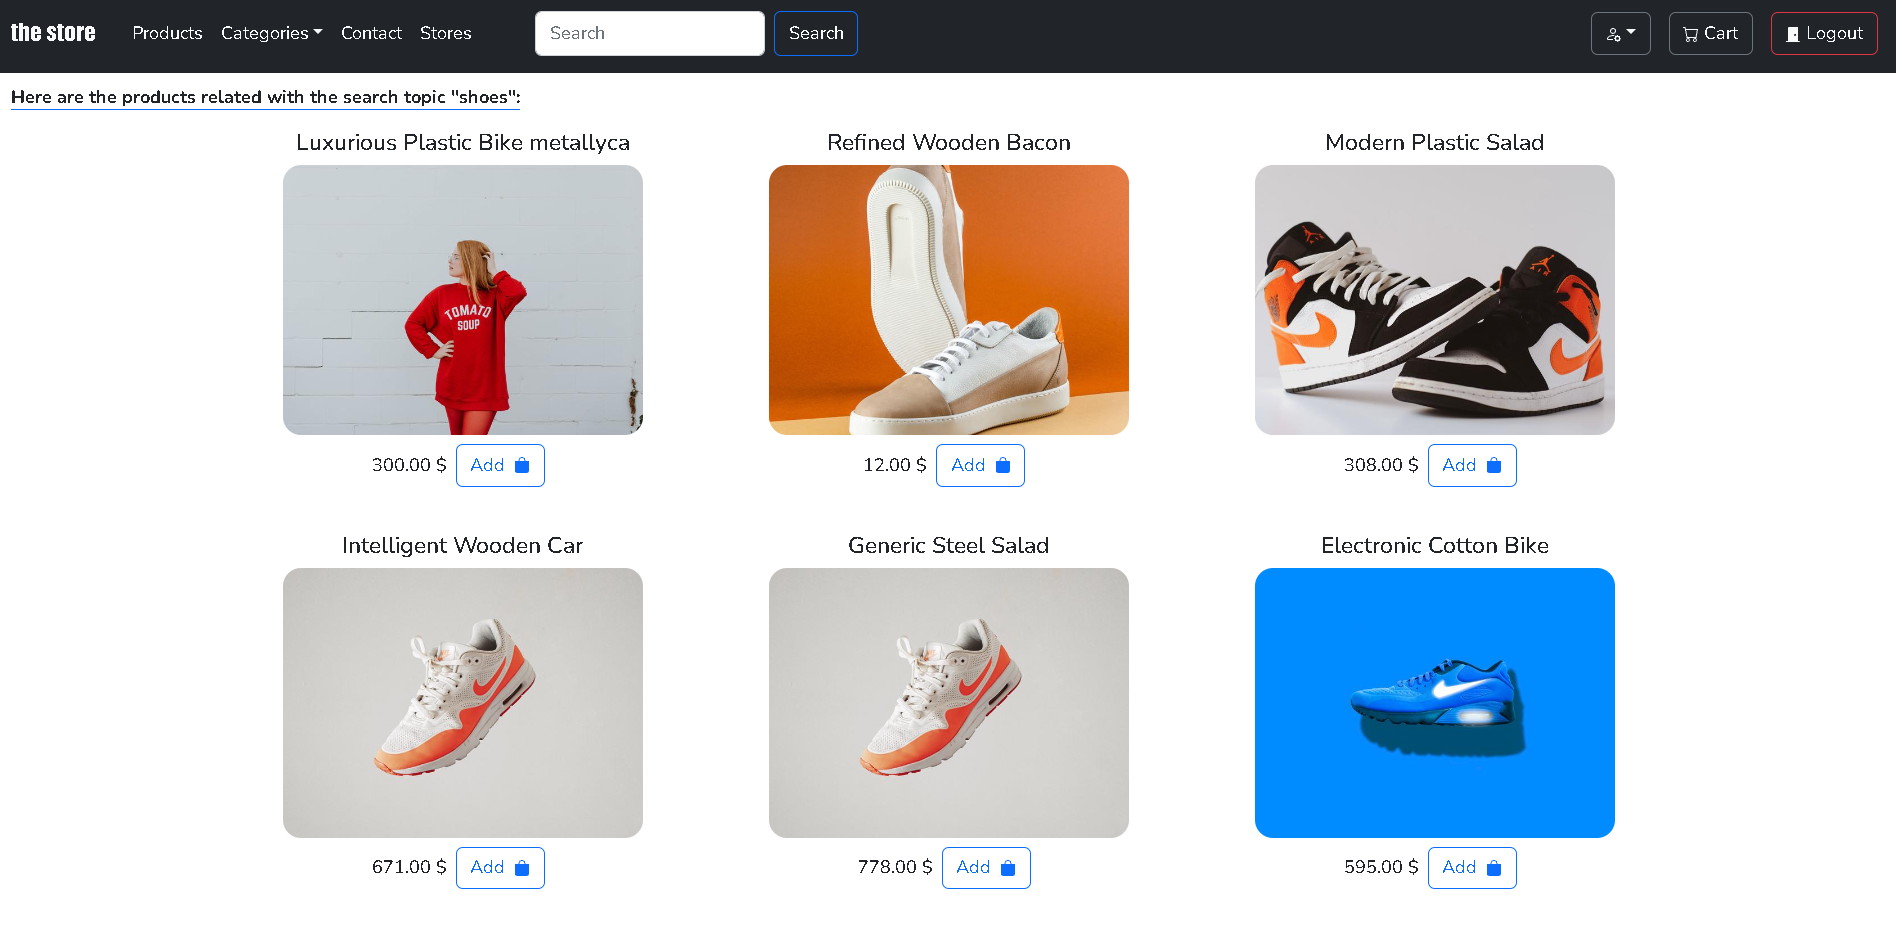 the store Products Categories Contact Stores Search Search Cart Logout
Here are the products related with the search topic "shoes":
Luxurious Plastic Bike metallyca Refined Wooden Bacon Modern Plastic Salad
TOMATO
SOUP
300.00 $ Add 12.00 $ Add 308.00 $ Add
Intelligent Wooden Car Generic Steel Salad Electronic Cotton Bike
671.00 $ Add 778.00 $ Add 595.00 $ Add